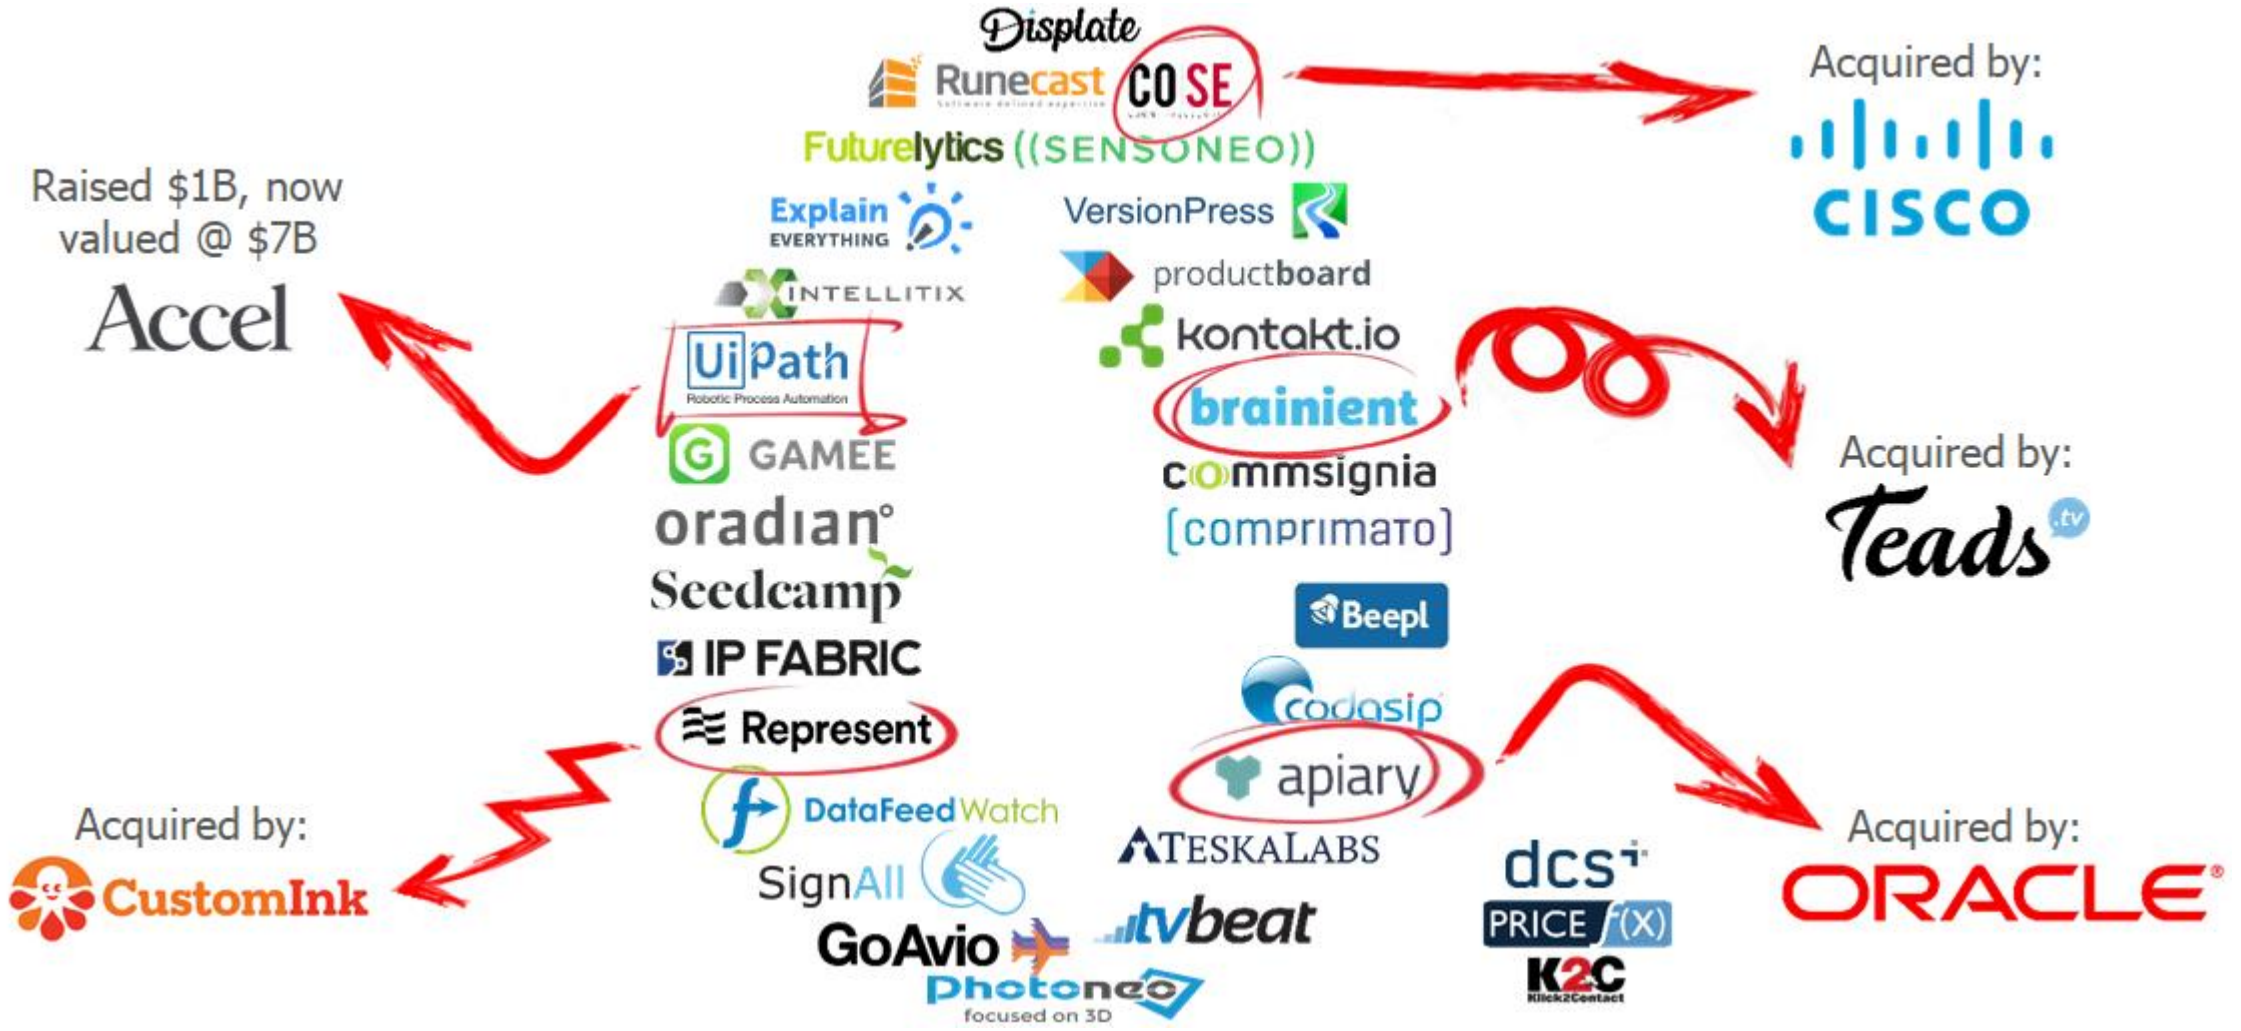 Displate
Runecast
COSE
Futurelytics ((SENSONEO))
Acquired by:
CISCO
Raised $1B, now
valued @ $7B
Accel
Explain
EVERYTHING
VersionPress
INTELLITIX
productboard
UiPath
Robotic Process Automation
kontakt.io
brainient
GAMEE
commsignia
Acquired by:
Teads .tv
oradian
[comprimato]
Seedcamp
Beepl
IP FABRIC
codasip
Represent
apiary
Acquired by:
CustomInk
DataFeedWatch
TESKALABS
Acquired by:
ORACLE®
SignAll
dcs
GoAvio
tvbeat
PRICE f(X)
Photoneo
focused on 3D
K2C
Klick2Contact